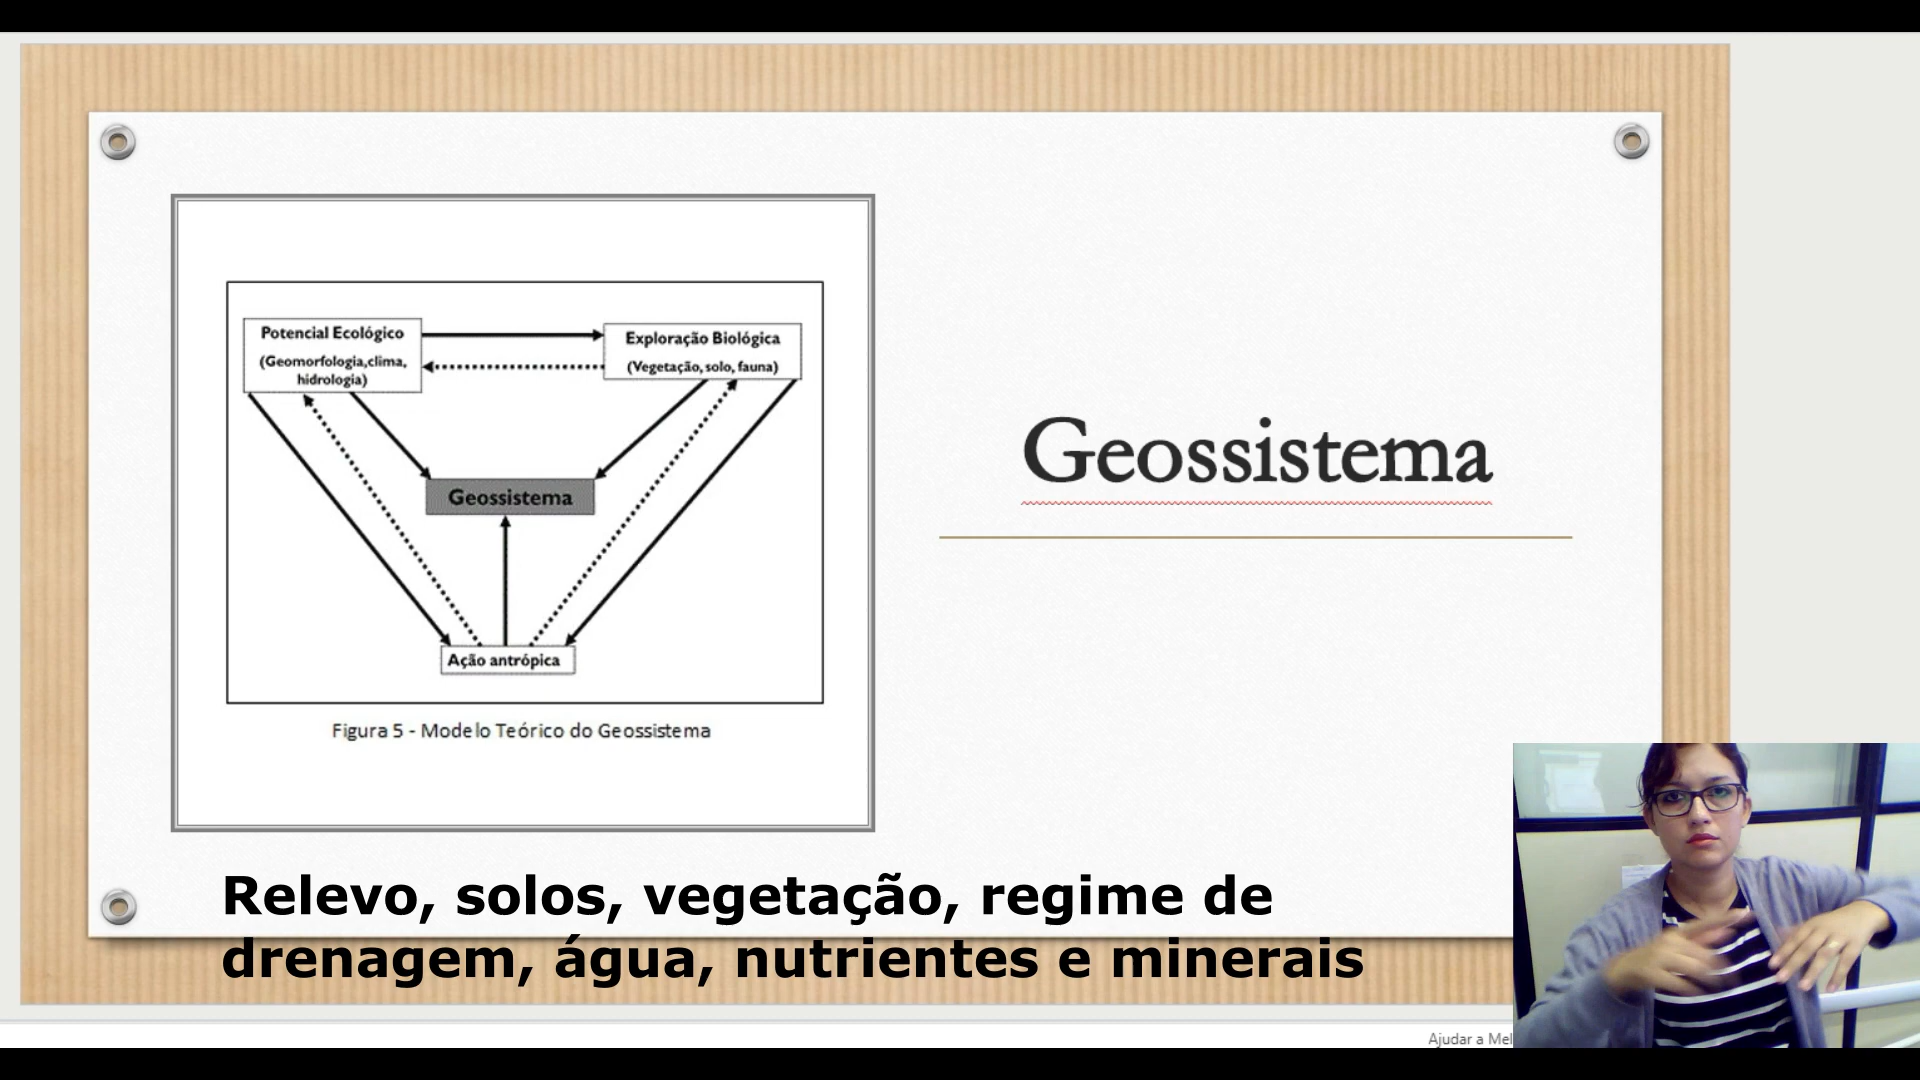 Potencial Ecológico
(Geomorfologia,clima,
hidrologia)
Exploração Biológica
(Vegetação, solo, fauna)
Geossistema
Ação antrópica
Figura 5 - Modelo Teórico do Geossistema
Geossistema
Relevo, solos, vegetação, regime de
drenagem, água, nutrientes e minerais
Ajudar a Mel